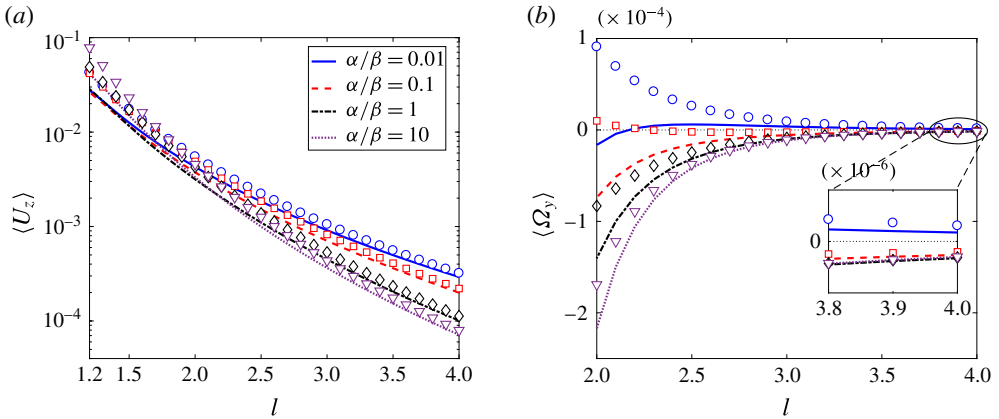 (a)
10⁻¹
10⁻²
10⁻³
10⁻⁴
⟨U_z⟩
α/β = 0.01
α/β = 0.1
α/β = 1
α/β = 10
1.2 1.5 2.0 2.5 3.0 3.5 4.0
l
(b)
(× 10⁻⁴)
1
0
−1
−2
⟨Ω_y⟩
(× 10⁻⁶)
0
3.8 3.9 4.0
2.0 2.5 3.0 3.5 4.0
l